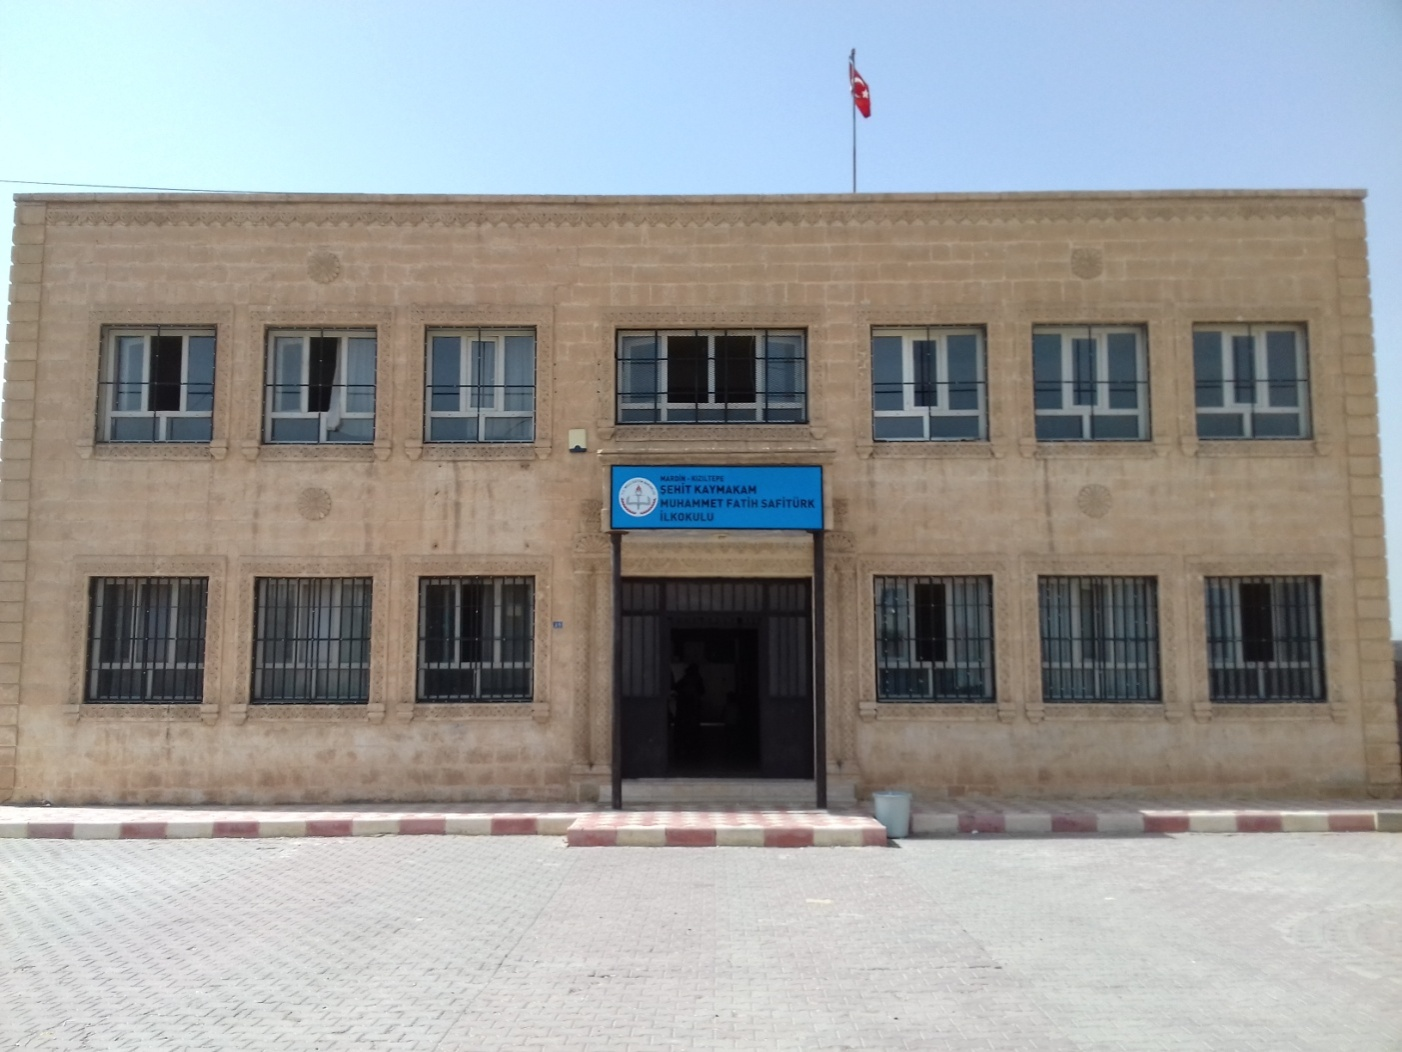 MARDİN - KIZILTEPE
ŞEHİT KAYMAKAM
MUHAMMET FATİH SAFİTÜRK
İLKOKULU